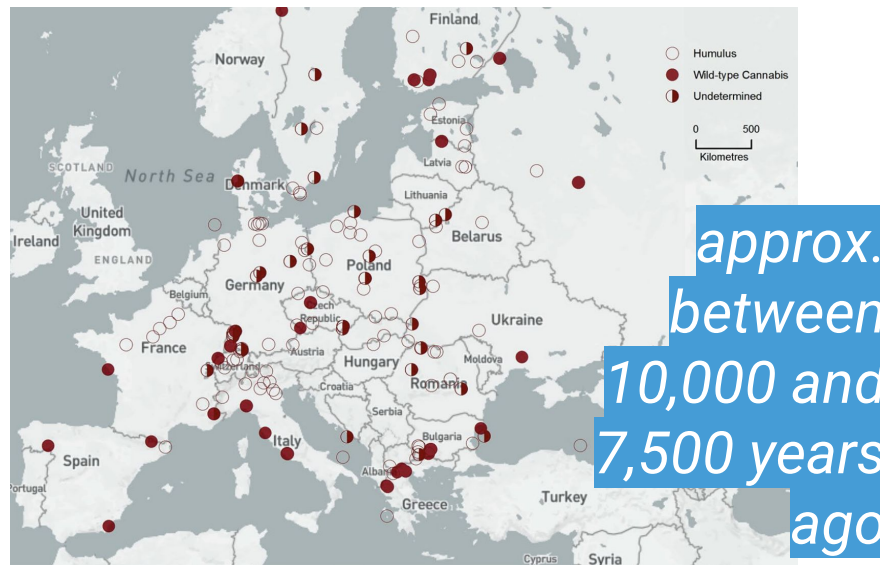 Finland
Norway
Humulus
Wild-type Cannabis
Undetermined
0 500
Kilometres
Estonia
Latvia
SCOTLAND
North Sea
Denmark
Lithuania
United
Kingdom
Ireland
ENGLAND
Belarus
Poland
Germany
Belgium
Czech
Republic
Ukraine
France
Austria
Switzerland
Hungary
Moldova
Croatia
Romania
Serbia
Italy
Bulgaria
Spain
Portugal
Alban
Greece
Turkey
Cyprus
Syria
approx.
between
10,000 and
7,500 years
ago